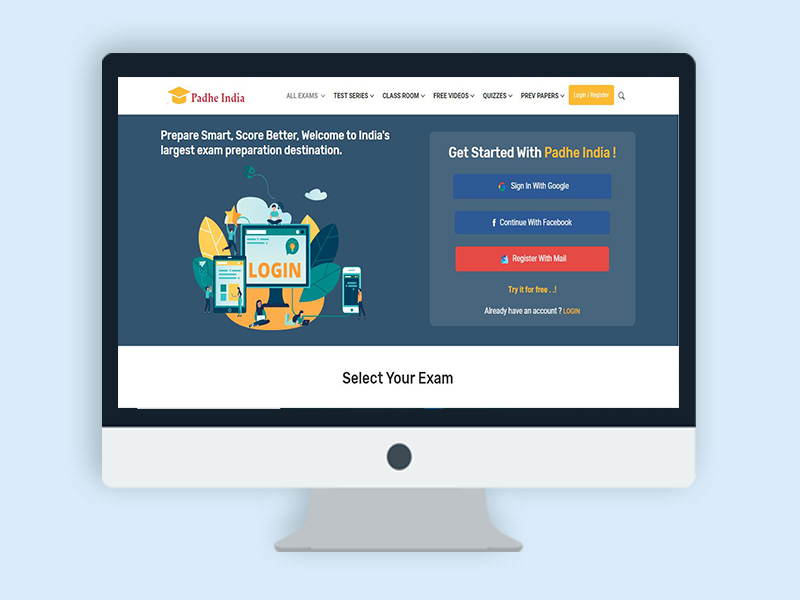 Padhe India
ALL EXAMS TEST SERIES CLASS ROOM FREE VIDEOS QUIZZES PREV PAPERS Login / Register
Prepare Smart, Score Better, Welcome to India's
largest exam preparation destination.
LOGIN
Get Started With Padhe India !
Sign In With Google
f Continue With Facebook
Register With Mail
Try it for free . .!
Already have an account ? LOGIN
Select Your Exam